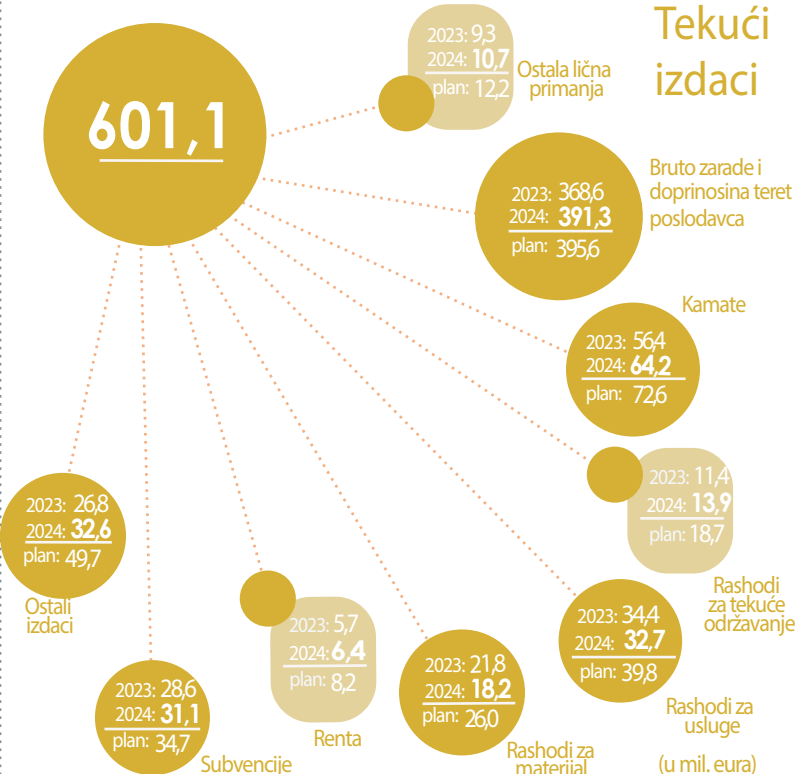 Tekući
izdaci
601,1
2023: 9,3
2024: 10,7
plan: 12,2
Ostala lična
primanja
2023: 368,6
2024: 391,3
plan: 395,6
Bruto zarade i
doprinosina teret
poslodavca
Kamate
2023: 56,4
2024: 64,2
plan: 72,6
2023: 11,4
2024: 13,9
plan: 18,7
Rashodi
za tekuće
održavanje
2023: 34,4
2024: 32,7
plan: 39,8
Rashodi za
usluge
2023: 21,8
2024: 18,2
plan: 26,0
Rashodi za
materijal
2023: 5,7
2024: 6,4
plan: 8,2
Renta
2023: 28,6
2024: 31,1
plan: 34,7
Subvencije
2023: 26,8
2024: 32,6
plan: 49,7
Ostali
izdaci
(u mil. eura)